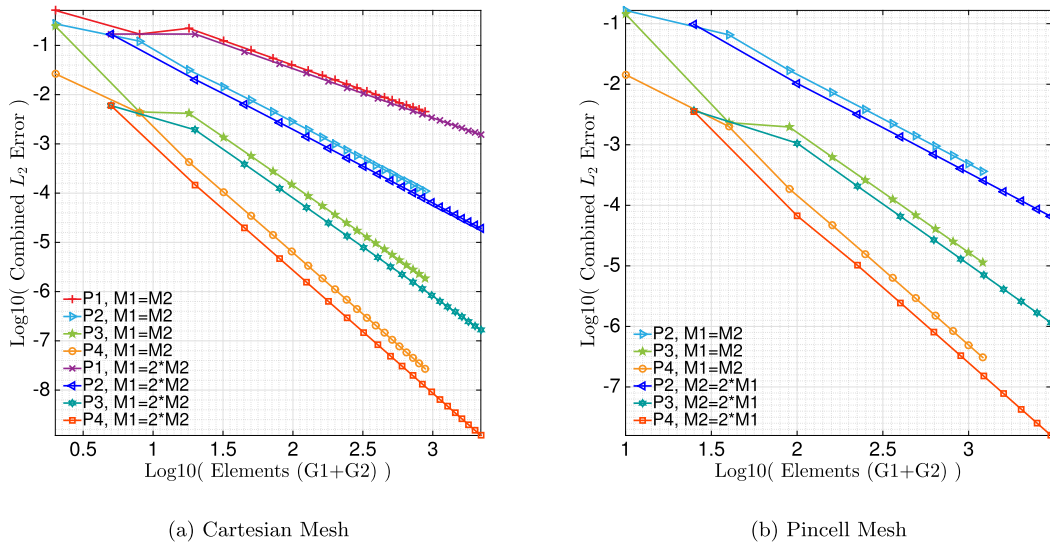 -1
-2
-3
-4
-5
-6
-7
-8
Log10( Combined L2 Error )
P1, M1=M2
P2, M1=M2
P3, M1=M2
P4, M1=M2
P1, M1=2*M2
P2, M1=2*M2
P3, M1=2*M2
P4, M1=2*M2
0.5 1 1.5 2 2.5 3
Log10( Elements (G1+G2) )
(a) Cartesian Mesh
-1
-2
-3
-4
-5
-6
-7
Log10( Combined L2 Error )
P2, M1=M2
P3, M1=M2
P4, M1=M2
P2, M2=2*M1
P3, M2=2*M1
P4, M2=2*M1
1 1.5 2 2.5 3
Log10( Elements (G1+G2) )
(b) Pincell Mesh